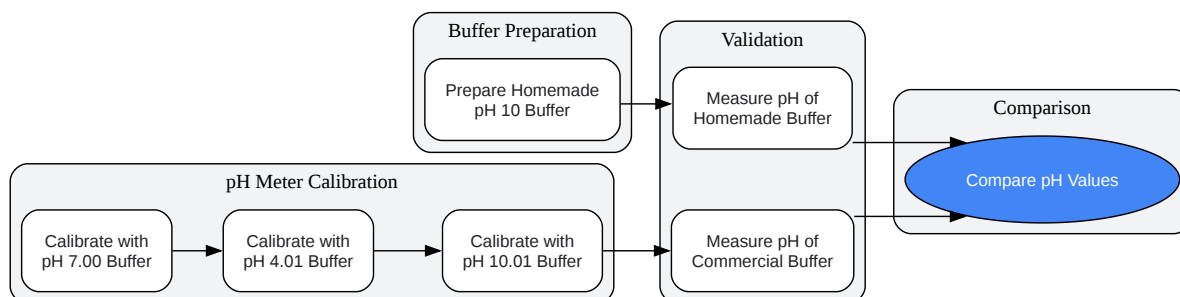 Buffer Preparation
Prepare Homemade
pH 10 Buffer
Validation
Measure pH of
Homemade Buffer
Comparison
Compare pH Values
pH Meter Calibration
Calibrate with
pH 7.00 Buffer
Calibrate with
pH 4.01 Buffer
Calibrate with
pH 10.01 Buffer
Measure pH of
Commercial Buffer